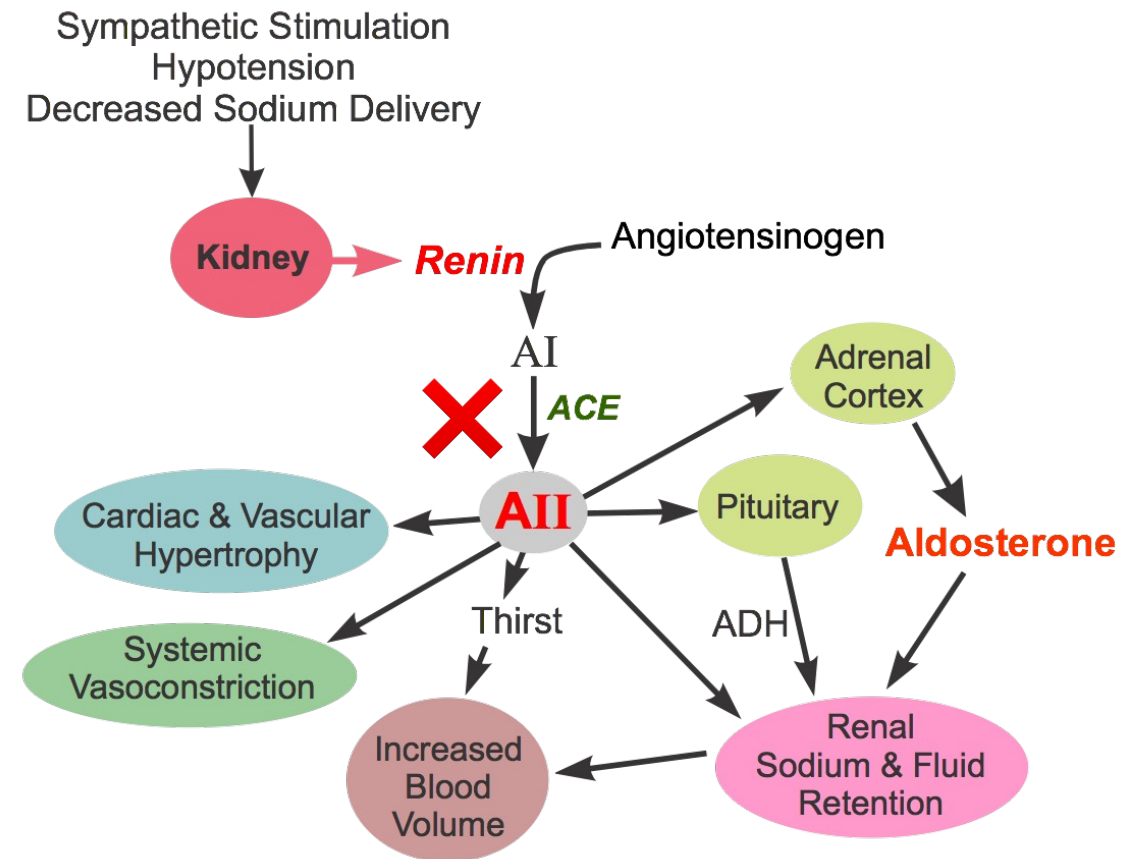 Sympathetic Stimulation
Hypotension
Decreased Sodium Delivery
Kidney
Renin
Angiotensinogen
AI
ACE
Adrenal
Cortex
AII
Pituitary
Cardiac & Vascular
Hypertrophy
Aldosterone
Thirst
ADH
Systemic
Vasoconstriction
Increased
Blood
Volume
Renal
Sodium & Fluid
Retention